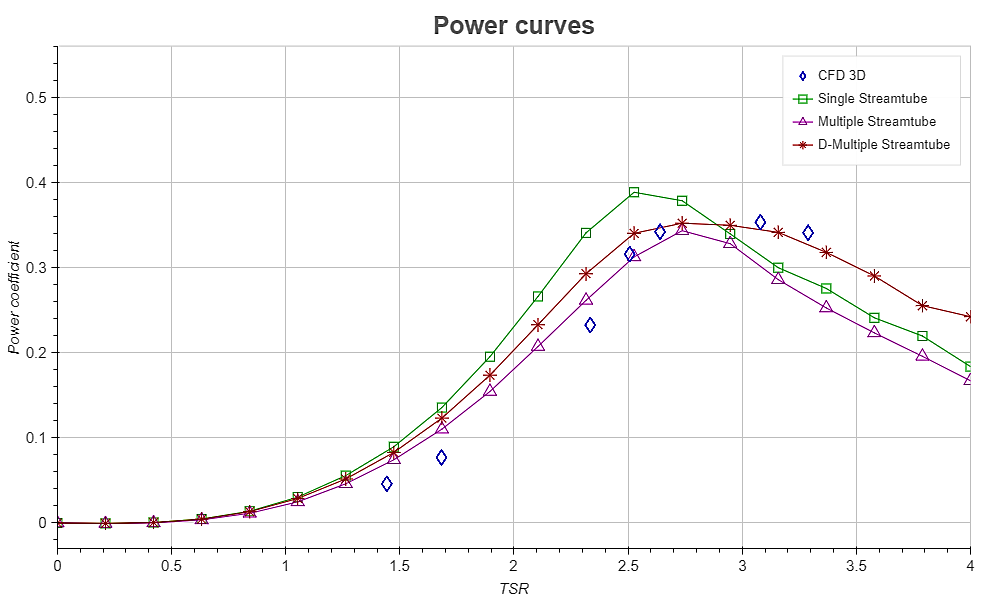 Power curves
CFD 3D
Single Streamtube
Multiple Streamtube
D-Multiple Streamtube
Power coefficient
0.5
0.4
0.3
0.2
0.1
0
0 0.5 1 1.5 2 2.5 3 3.5 4
TSR